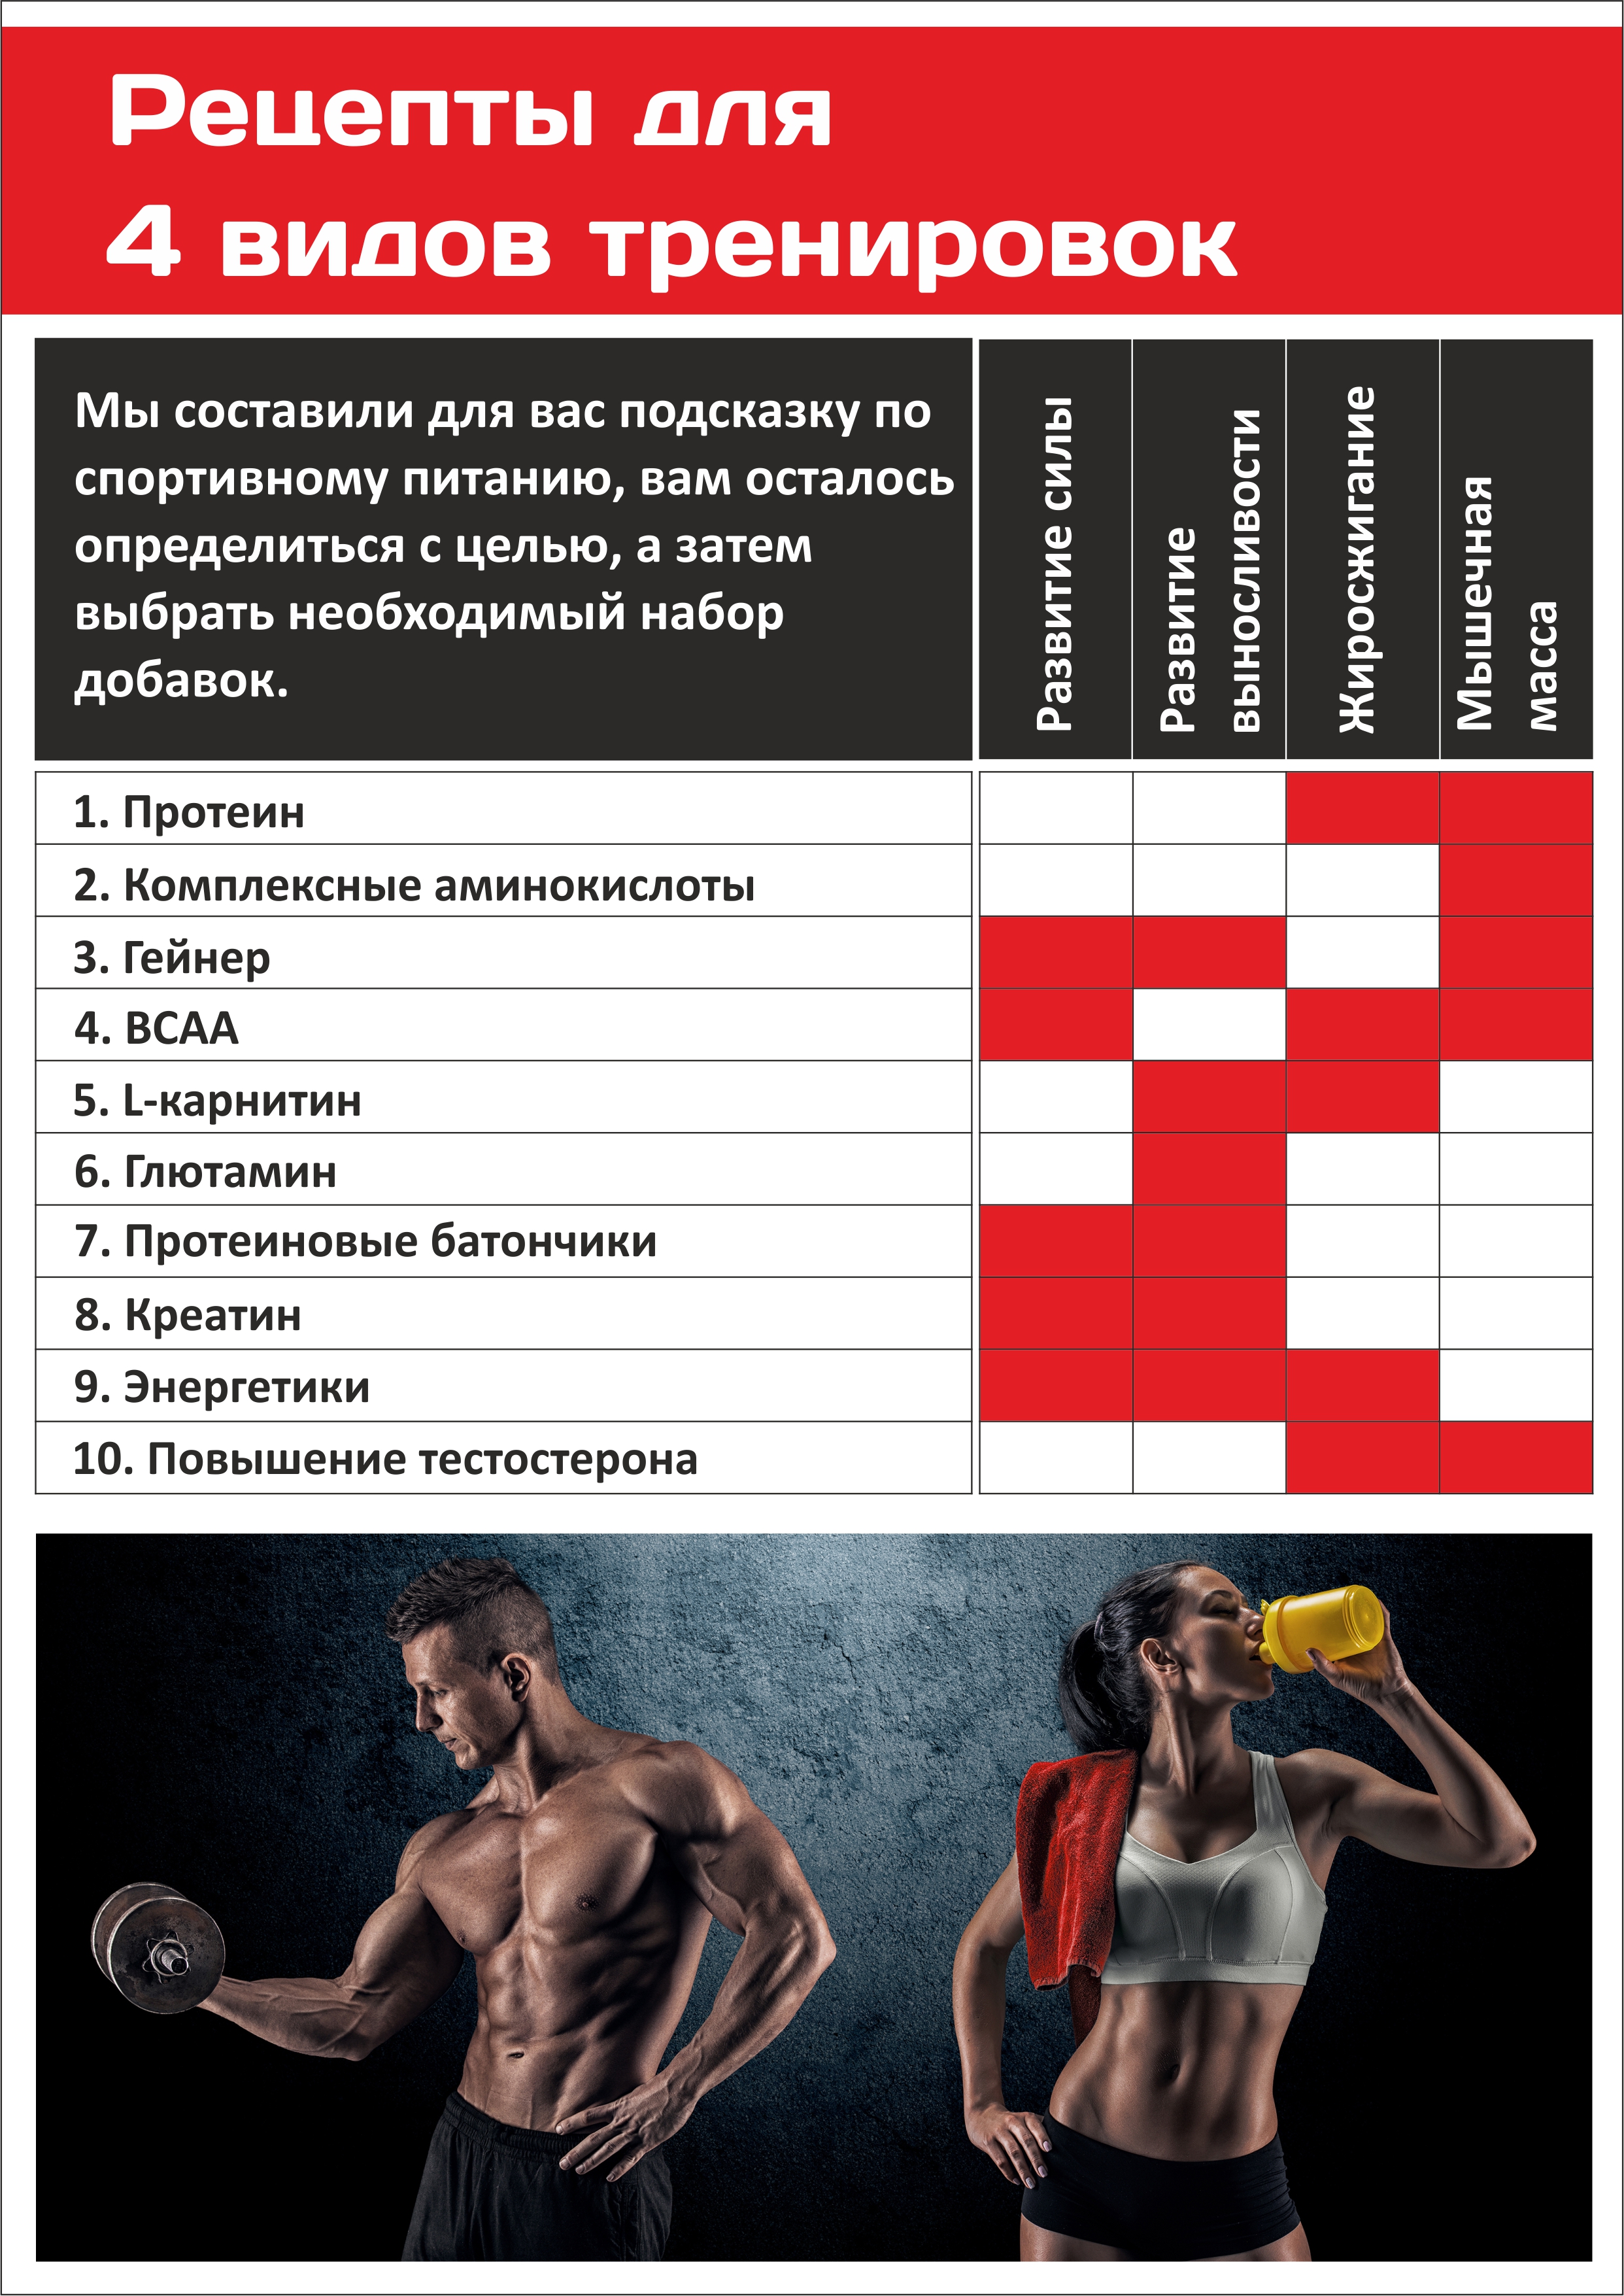 Рецепты для
4 видов тренировок
Мы составили для вас подсказку по
спортивному питанию, вам осталось
определиться с целью, а затем
выбрать необходимый набор
добавок.
Развитие силы
Развитие
выносливости
Жиросжигание
Мышечная
масса
1. Протеин
2. Комплексные аминокислоты
3. Гейнер
4. BCAA
5. L-карнитин
6. Глютамин
7. Протеиновые батончики
8. Креатин
9. Энергетики
10. Повышение тестостерона